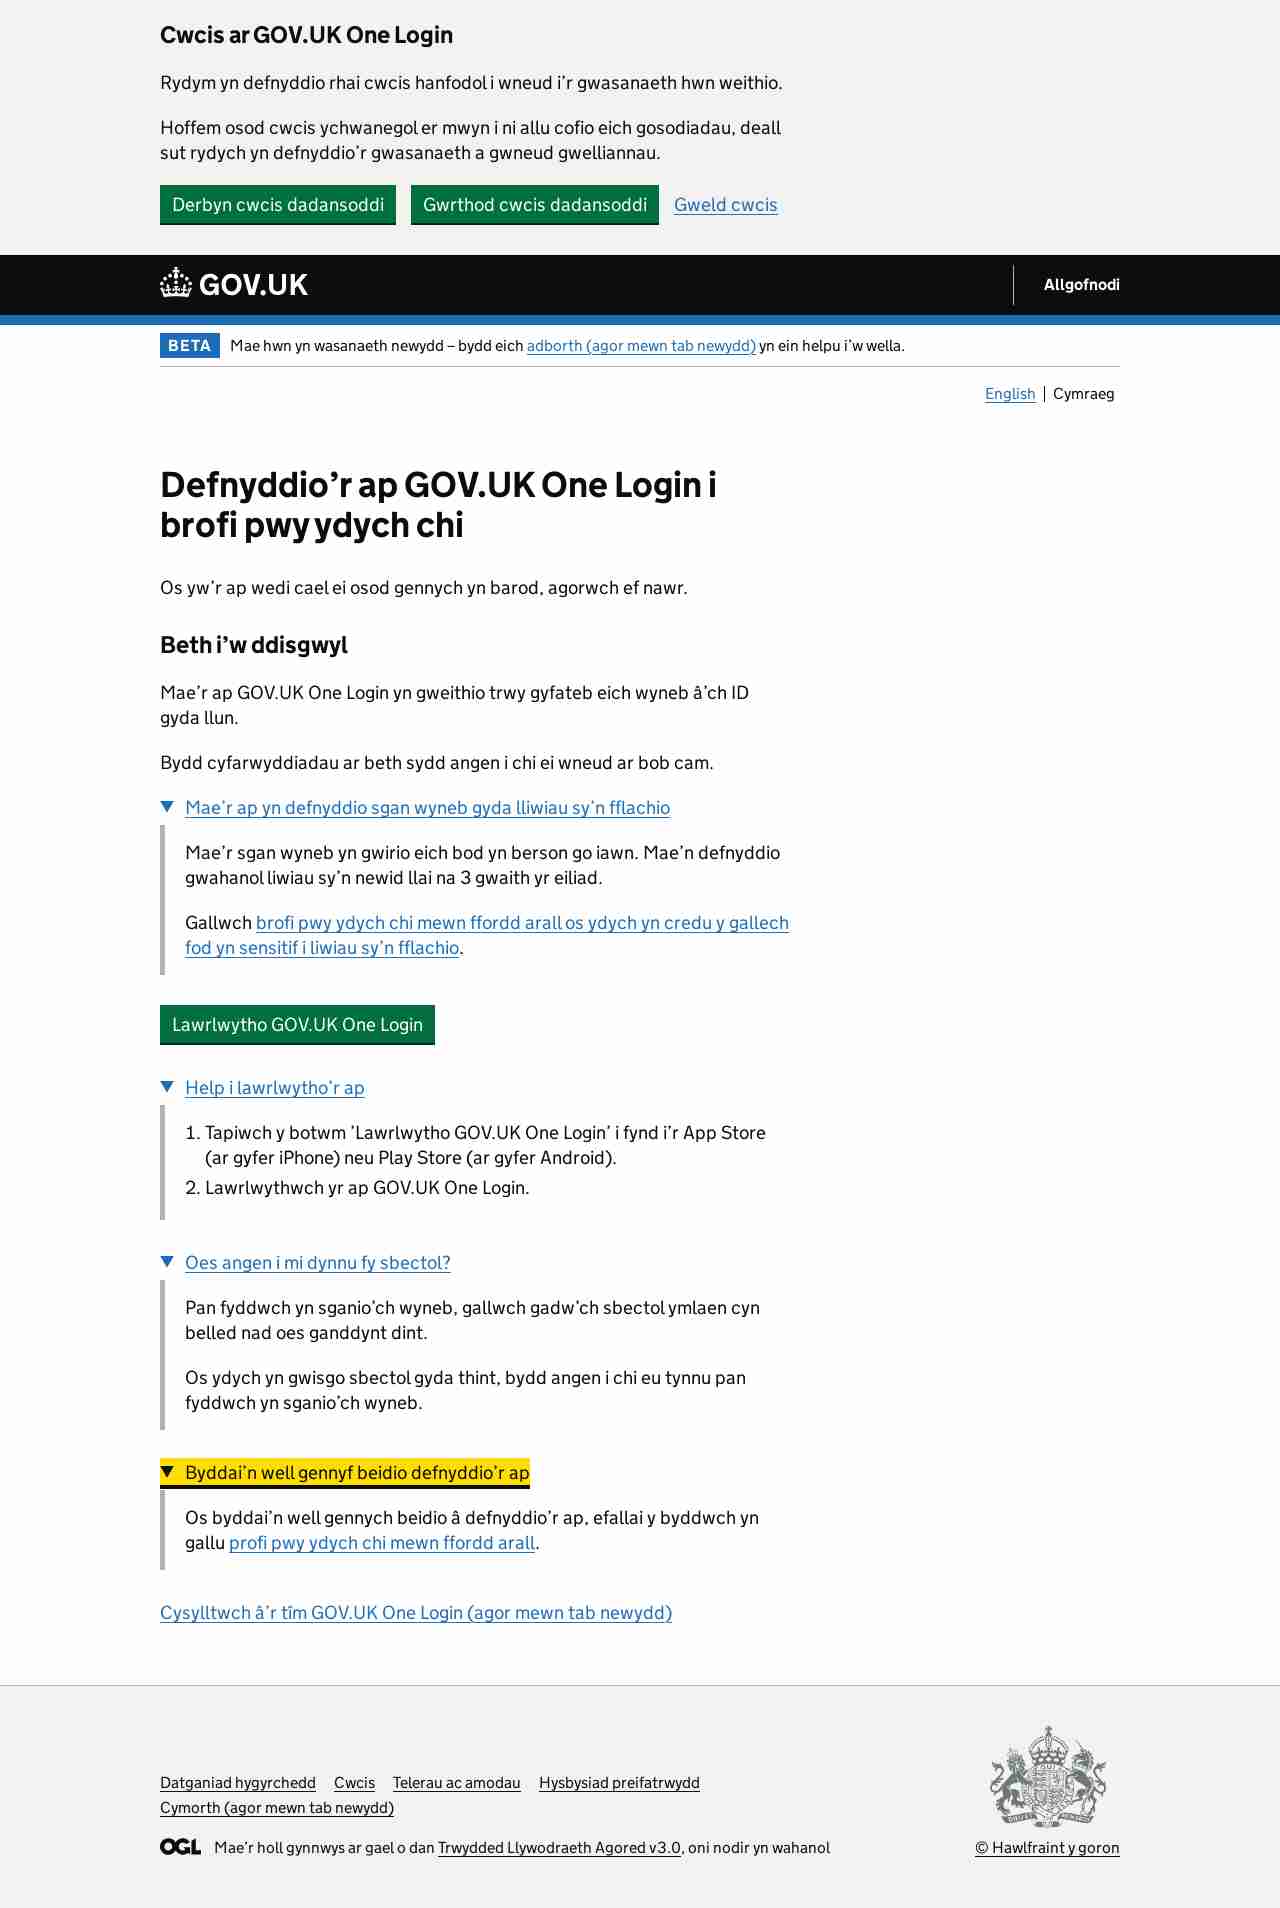 Cwcis ar GOV.UK One Login
Rydym yn defnyddio rhai cwcis hanfodol i wneud i’r gwasanaeth hwn weithio.
Hoffem osod cwcis ychwanegol er mwyn i ni allu cofio eich gosodiadau, deall
sut rydych yn defnyddio’r gwasanaeth a gwneud gwelliannau.
Derbyn cwcis dadansoddi Gwrthod cwcis dadansoddi Gweld cwcis
GOV.UK Allgofnodi
BETA Mae hwn yn wasanaeth newydd – bydd eich adborth (agor mewn tab newydd) yn ein helpu i’w wella.
English Cymraeg
Defnyddio’r ap GOV.UK One Login i
brofi pwy ydych chi
Os yw’r ap wedi cael ei osod gennych yn barod, agorwch ef nawr.
Beth i’w ddisgwyl
Mae’r ap GOV.UK One Login yn gweithio trwy gyfateb eich wyneb â’ch ID
gyda llun.
Bydd cyfarwyddiadau ar beth sydd angen i chi ei wneud ar bob cam.
Mae’r ap yn defnyddio sgan wyneb gyda lliwiau sy’n fflachio
Mae’r sgan wyneb yn gwirio eich bod yn berson go iawn. Mae’n defnyddio
gwahanol liwiau sy’n newid llai na 3 gwaith yr eiliad.
Gallwch brofi pwy ydych chi mewn ffordd arall os ydych yn credu y gallech
fod yn sensitif i liwiau sy’n fflachio.
Lawrlwytho GOV.UK One Login
Help i lawrlwytho’r ap
1. Tapiwch y botwm ’Lawrlwytho GOV.UK One Login’ i fynd i’r App Store
(ar gyfer iPhone) neu Play Store (ar gyfer Android).
2. Lawrlwythwch yr ap GOV.UK One Login.
Oes angen i mi dynnu fy sbectol?
Pan fyddwch yn sganio’ch wyneb, gallwch gadw’ch sbectol ymlaen cyn
belled nad oes ganddynt dint.
Os ydych yn gwisgo sbectol gyda thint, bydd angen i chi eu tynnu pan
fyddwch yn sganio’ch wyneb.
Byddai’n well gennyf beidio defnyddio’r ap
Os byddai’n well gennych beidio â defnyddio’r ap, efallai y byddwch yn
gallu profi pwy ydych chi mewn ffordd arall.
Cysylltwch â’r tîm GOV.UK One Login (agor mewn tab newydd)
Datganiad hygyrchedd Cwcis Telerau ac amodau Hysbysiad preifatrwydd
Cymorth (agor mewn tab newydd)
OGL Mae’r holl gynnwys ar gael o dan Trwydded Llywodraeth Agored v3.0, oni nodir yn wahanol
© Hawlfraint y goron